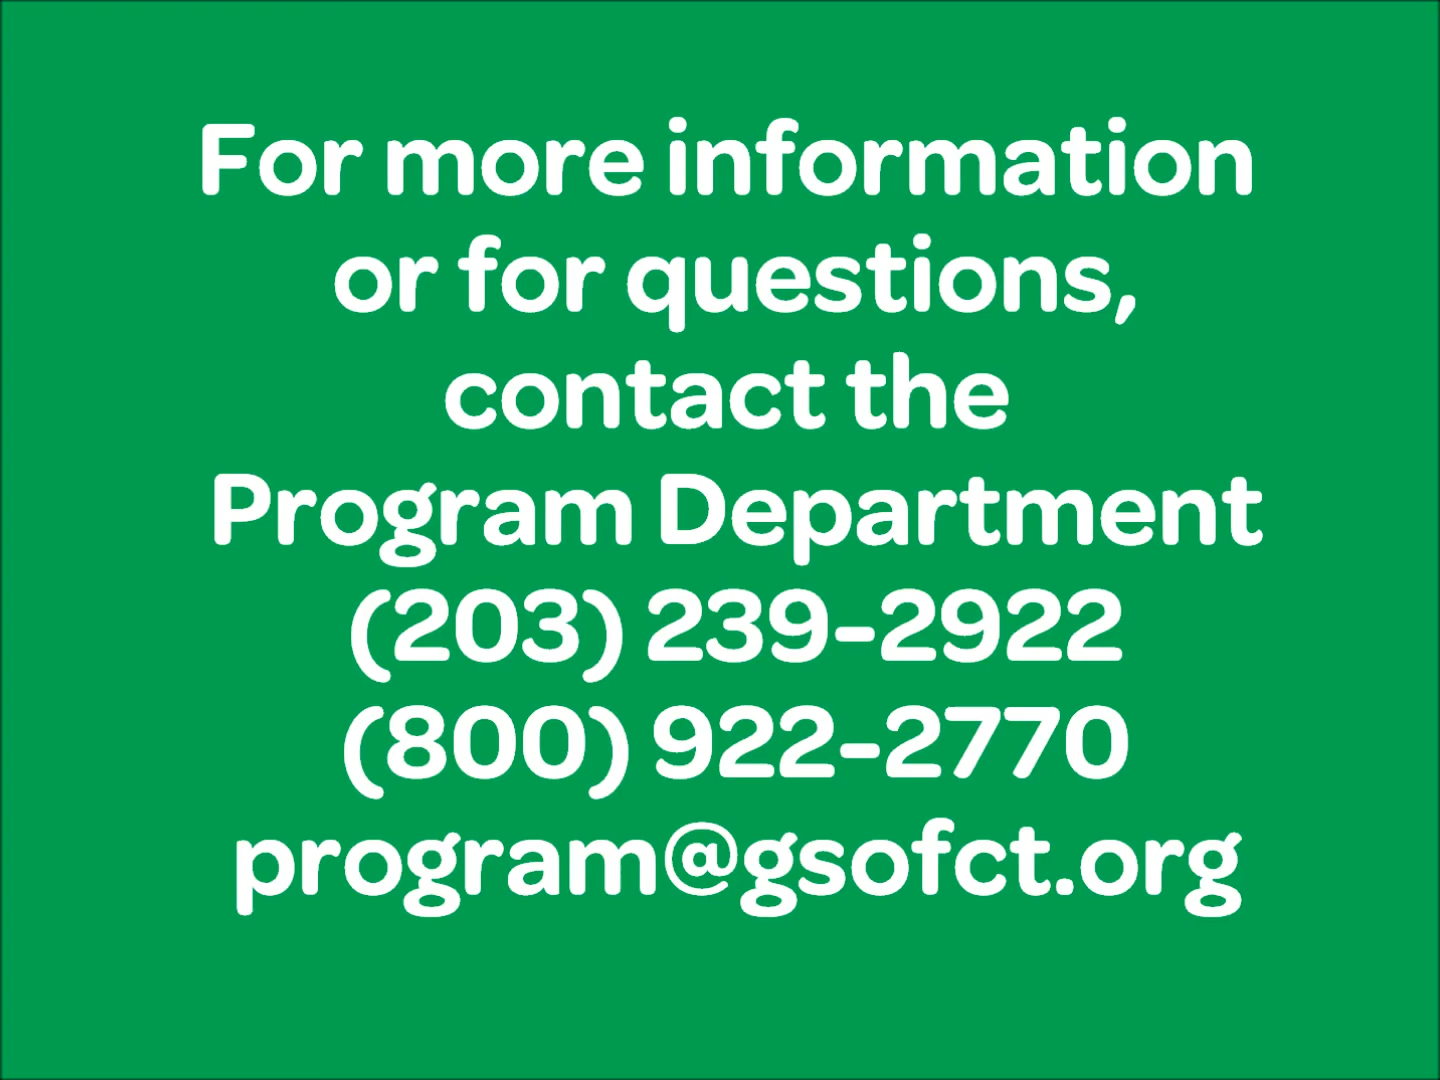 For more information
or for questions,
contact the
Program Department
(203) 239-2922
(800) 922-2770
program@gsofct.org